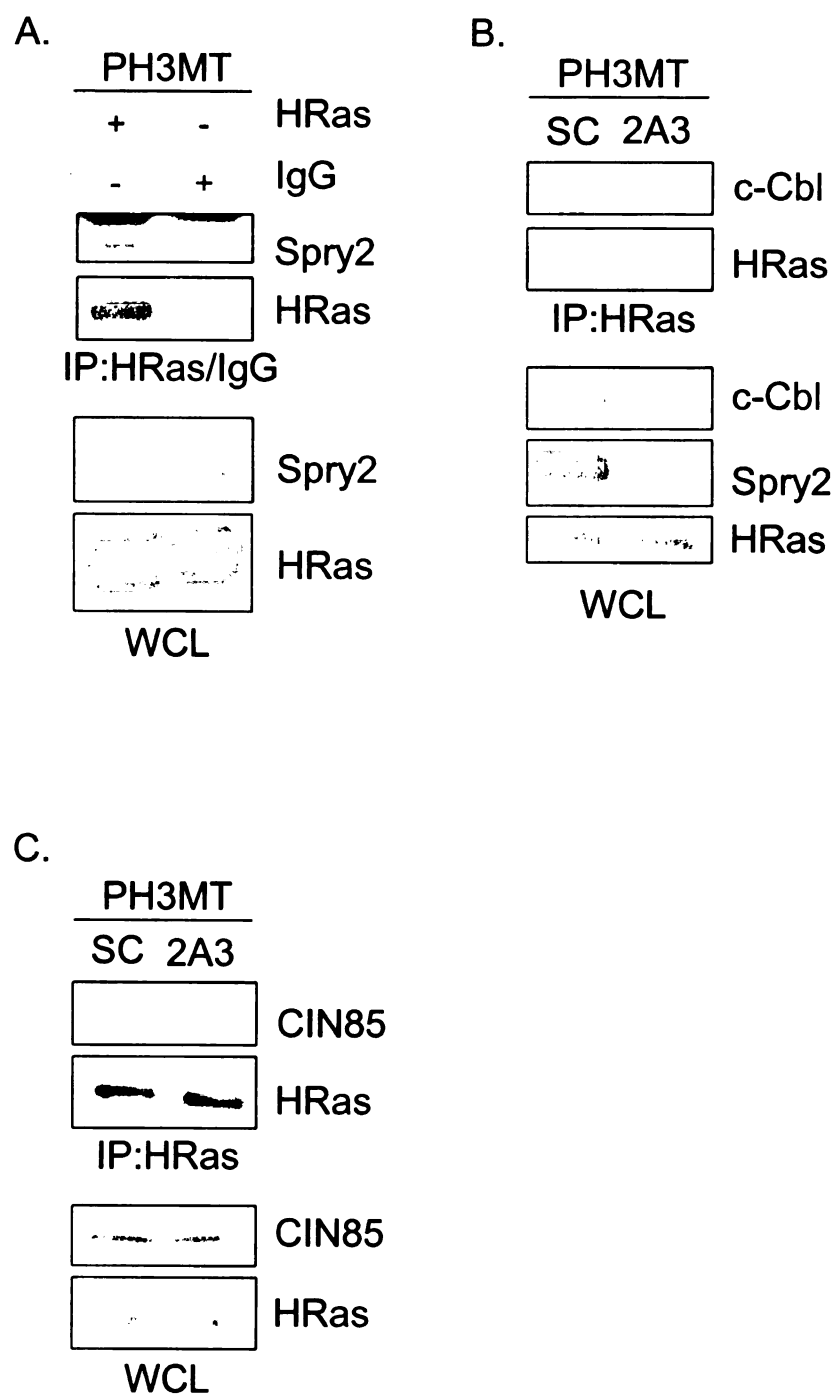 A.
PH3MT
+ - HRas
- + IgG
Spry2
HRas
IP:HRas/IgG
Spry2
HRas
WCL
B.
PH3MT
SC 2A3
c-Cbl
HRas
IP:HRas
c-Cbl
Spry2
HRas
WCL
C.
PH3MT
SC 2A3
CIN85
HRas
IP:HRas
CIN85
HRas
WCL